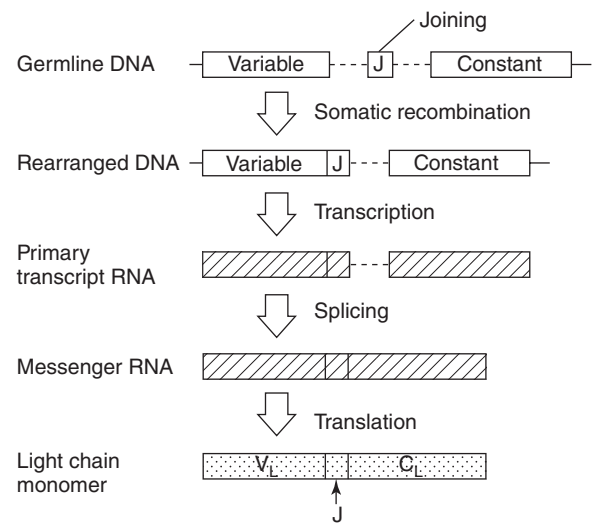 Joining
Germline DNA Variable J Constant
Somatic recombination
Rearranged DNA Variable J Constant
Transcription
Primary
transcript RNA
Splicing
Messenger RNA
Translation
Light chain
monomer
VL CL
J